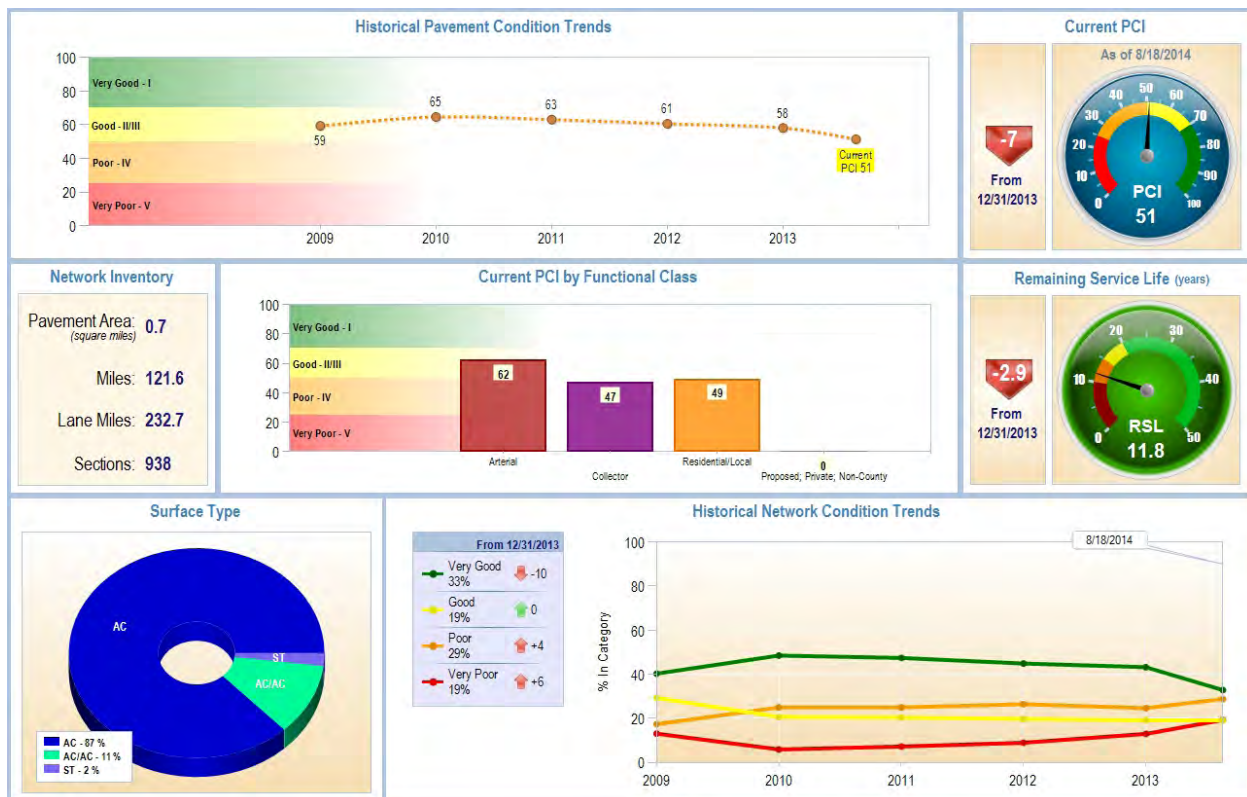 Historical Pavement Condition Trends
100
80
60
40
20
0
Very Good - I
Good - II/III
Poor - IV
Very Poor - V
59
65
63
61
58
Current
PCI 51
2009
2010
2011
2012
2013
Current PCI
-7
From
12/31/2013
As of 8/18/2014
0
10
20
30
40
50
60
70
80
90
100
PCI
51
Network Inventory
Pavement Area: 0.7
(square miles)
Miles: 121.6
Lane Miles: 232.7
Sections: 938
Current PCI by Functional Class
100
80
60
40
20
0
Very Good - I
Good - II/III
Poor - IV
Very Poor - V
62
47
49
0
Arterial
Collector
Residential/Local
Proposed; Private; Non-County
Remaining Service Life (years)
-2.9
From
12/31/2013
0
10
20
30
40
50
RSL
11.8
Surface Type
AC
ST
AC/AC
AC - 87 %
AC/AC - 11 %
ST - 2 %
Historical Network Condition Trends
From 12/31/2013
Very Good
33%
-10
Good
19%
0
Poor
29%
+4
Very Poor
19%
+6
% In Category
100
80
60
40
20
0
8/18/2014
2009
2010
2011
2012
2013